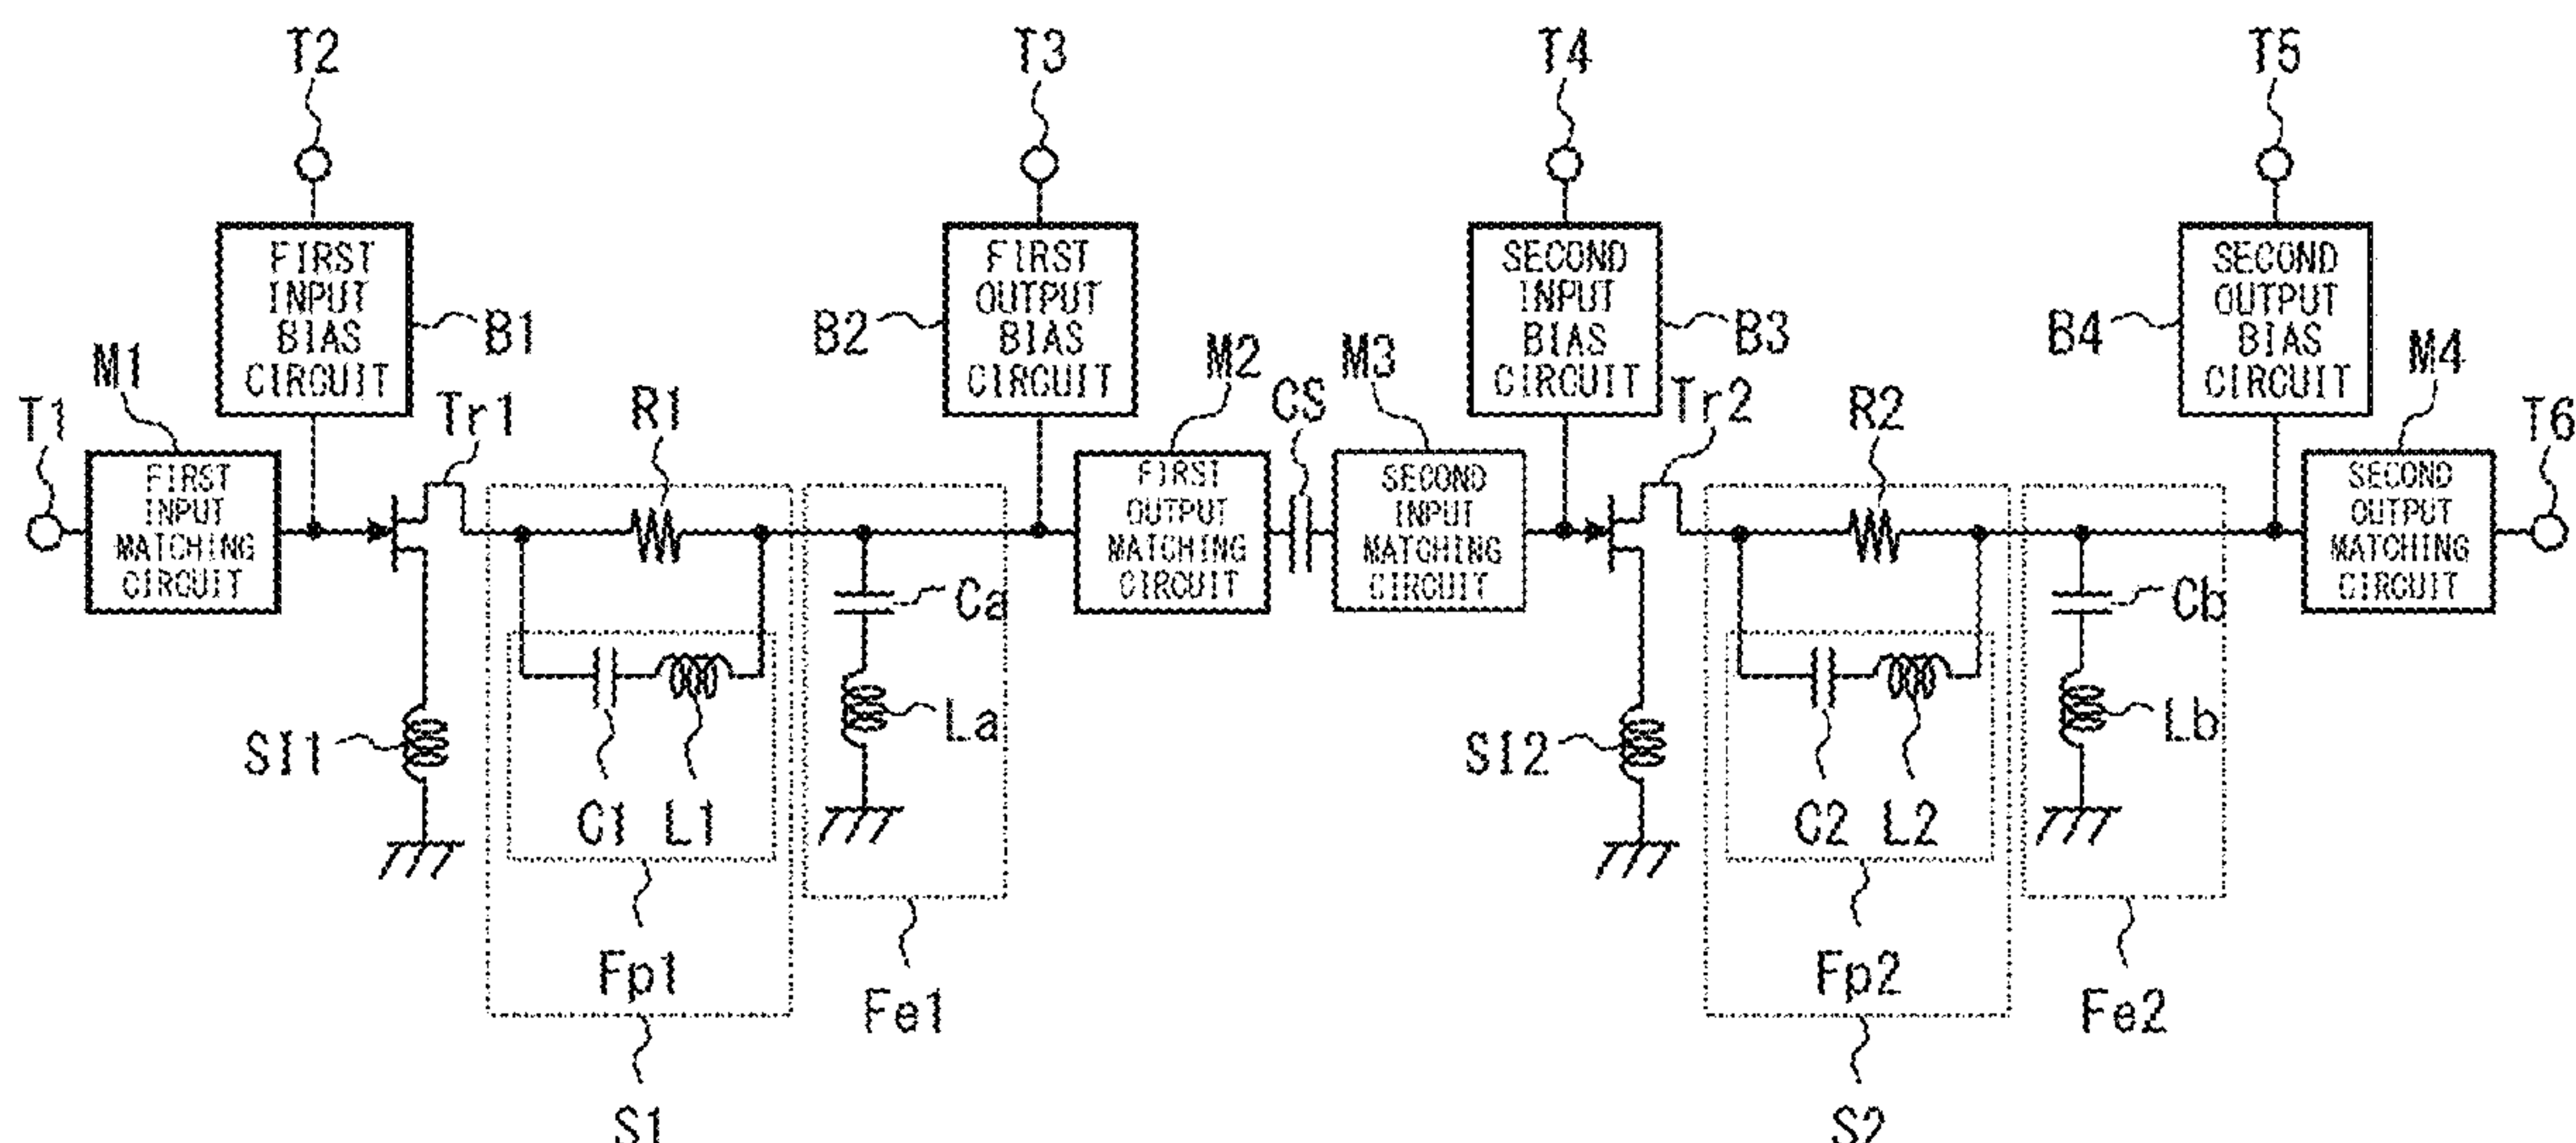 T2
T3
T4
T5
FIRST
INPUT
BIAS
CIRCUIT
B1
FIRST
OUTPUT
BIAS
CIRCUIT
B2
SECOND
INPUT
BIAS
CIRCUIT
B3
SECOND
OUTPUT
BIAS
CIRCUIT
B4
T1
M1
FIRST
INPUT
MATCHING
CIRCUIT
Tr1
R1
M2
FIRST
OUTPUT
MATCHING
CIRCUIT
CS
M3
SECOND
INPUT
MATCHING
CIRCUIT
Tr2
R2
M4
SECOND
OUTPUT
MATCHING
CIRCUIT
T6
SI1
C1
L1
Ca
La
SI2
C2
L2
Cb
Lb
Fp1
Fe1
Fp2
Fe2
S1
S2